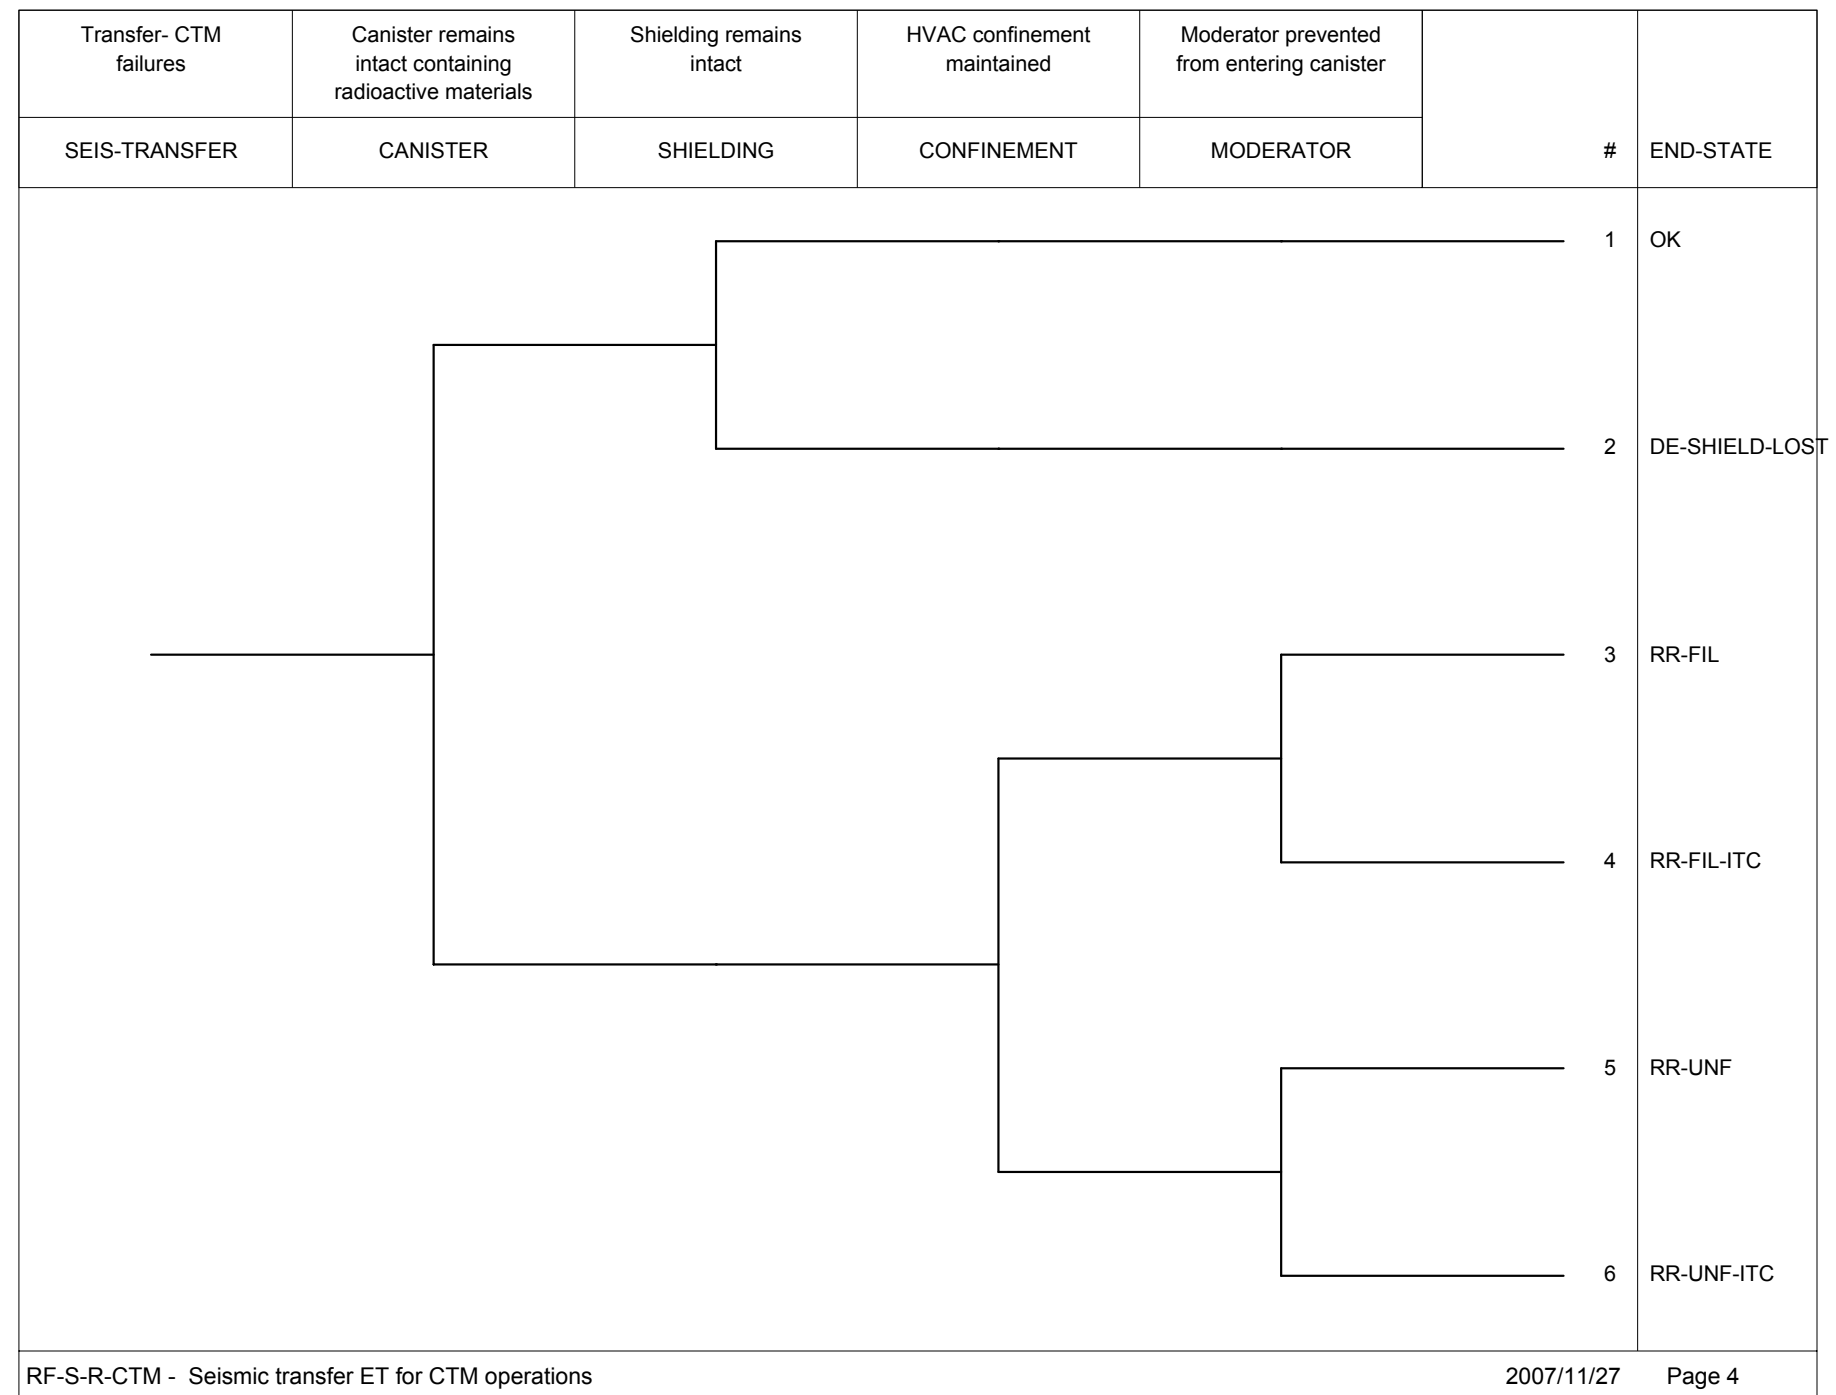 Transfer- CTM
failures
Canister remains
intact containing
radioactive materials
Shielding remains
intact
HVAC confinement
maintained
Moderator prevented
from entering canister
SEIS-TRANSFER
CANISTER
SHIELDING
CONFINEMENT
MODERATOR
#
END-STATE
1 OK
2 DE-SHIELD-LOST
3 RR-FIL
4 RR-FIL-ITC
5 RR-UNF
6 RR-UNF-ITC
RF-S-R-CTM - Seismic transfer ET for CTM operations 2007/11/27 Page 4